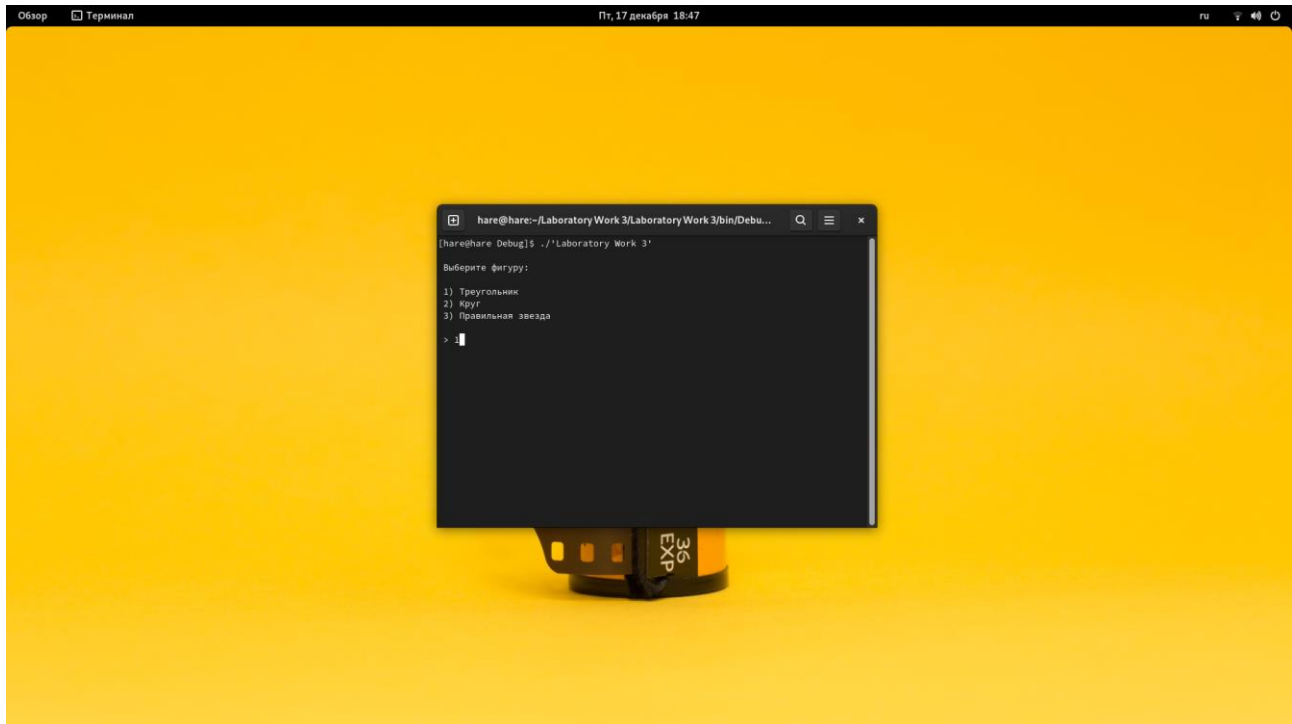 Обзор Терминал Пт, 17 декабря 18:47 ru
hare@hare:~/Laboratory Work 3/Laboratory Work 3/bin/Debu...
[hare@hare Debug]$ ./'Laboratory Work 3'
Выберите фигуру:
1) Треугольник
2) Круг
3) Правильная звезда
> 1
36
EXP